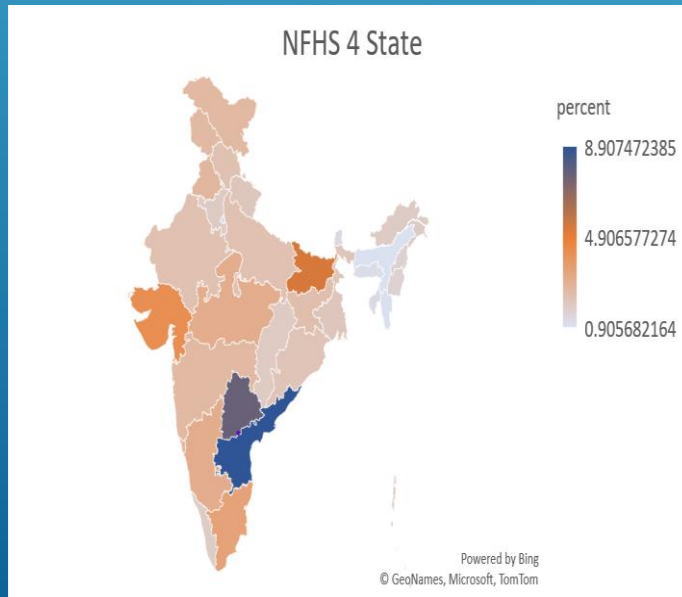 NFHS 4 State
percent
8.907472385
4.906577274
0.905682164
Powered by Bing
© GeoNames, Microsoft, TomTom